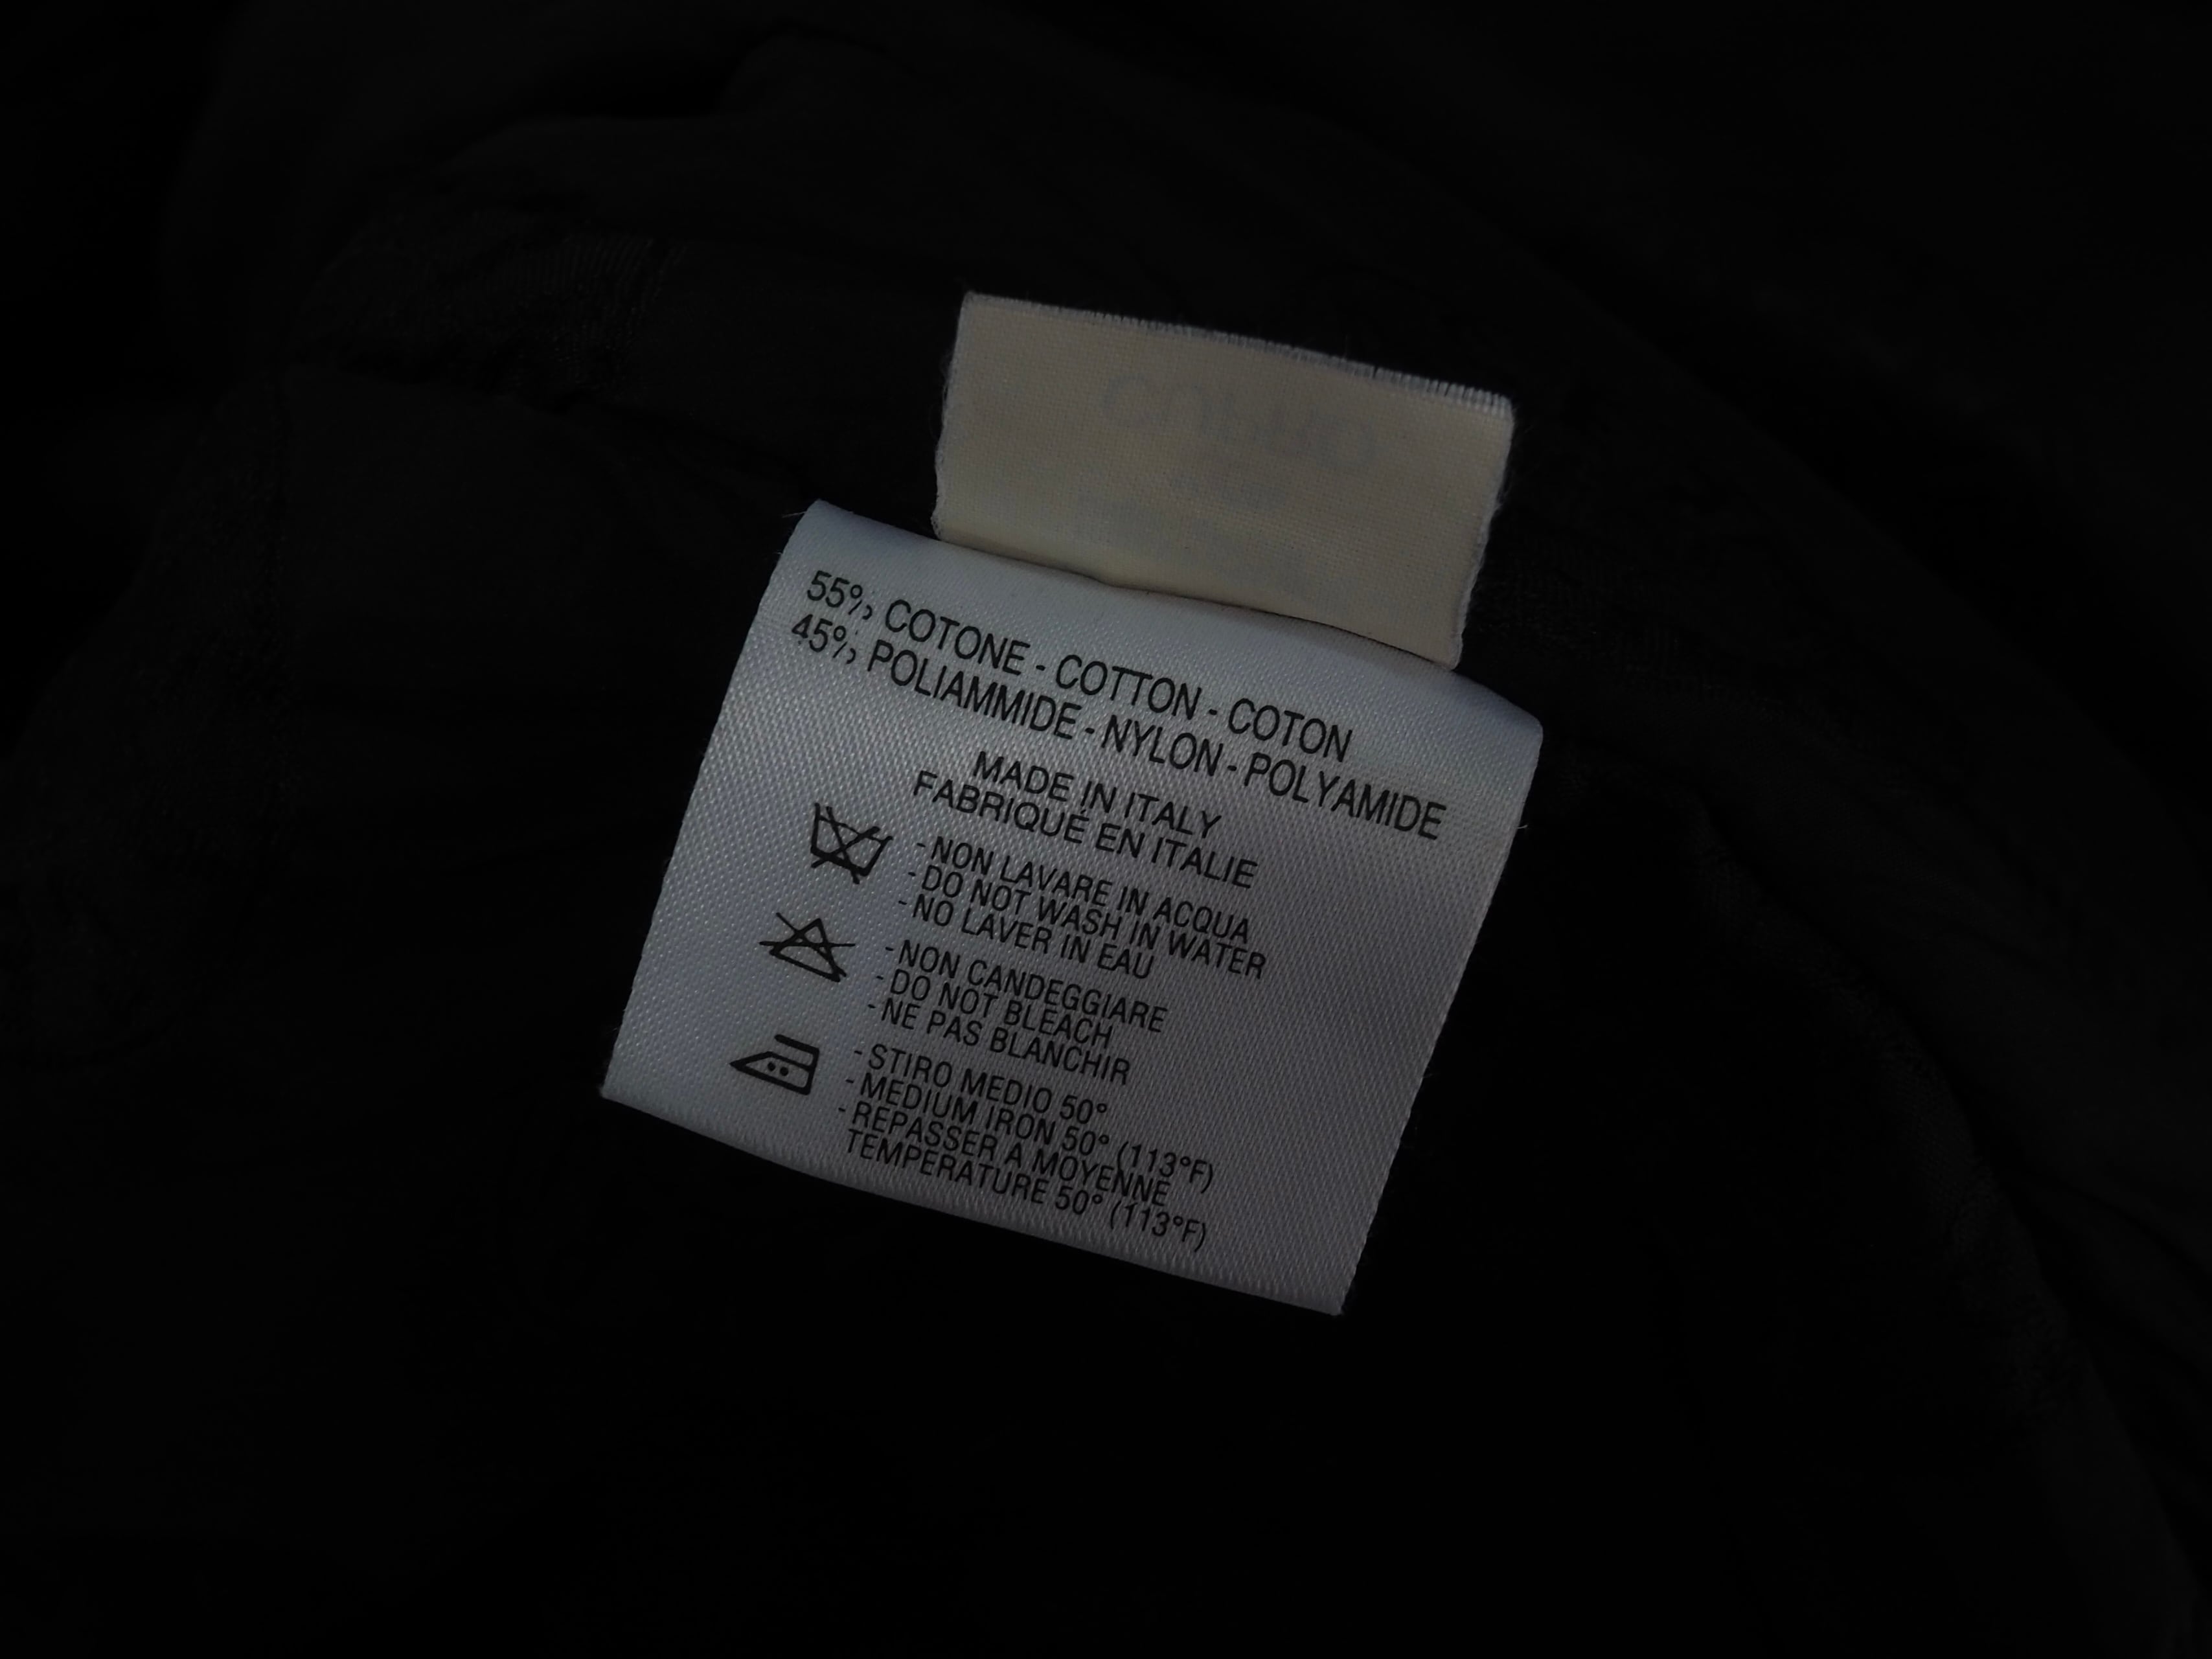 55% COTONE - COTTON - COTON
45% POLIAMMIDE - NYLON - POLYAMIDE
MADE IN ITALY
FABRIQUÉ EN ITALIE
- NON LAVARE IN ACQUA
- DO NOT WASH IN WATER
- NO LAVER IN EAU
- NON CANDEGGIARE
- DO NOT BLEACH
- NE PAS BLANCHIR
- STIRO MEDIO 50°
- MEDIUM IRON 50° (113°F)
- REPASSER A MOYENNE
TEMPERATURE 50° (113°F)